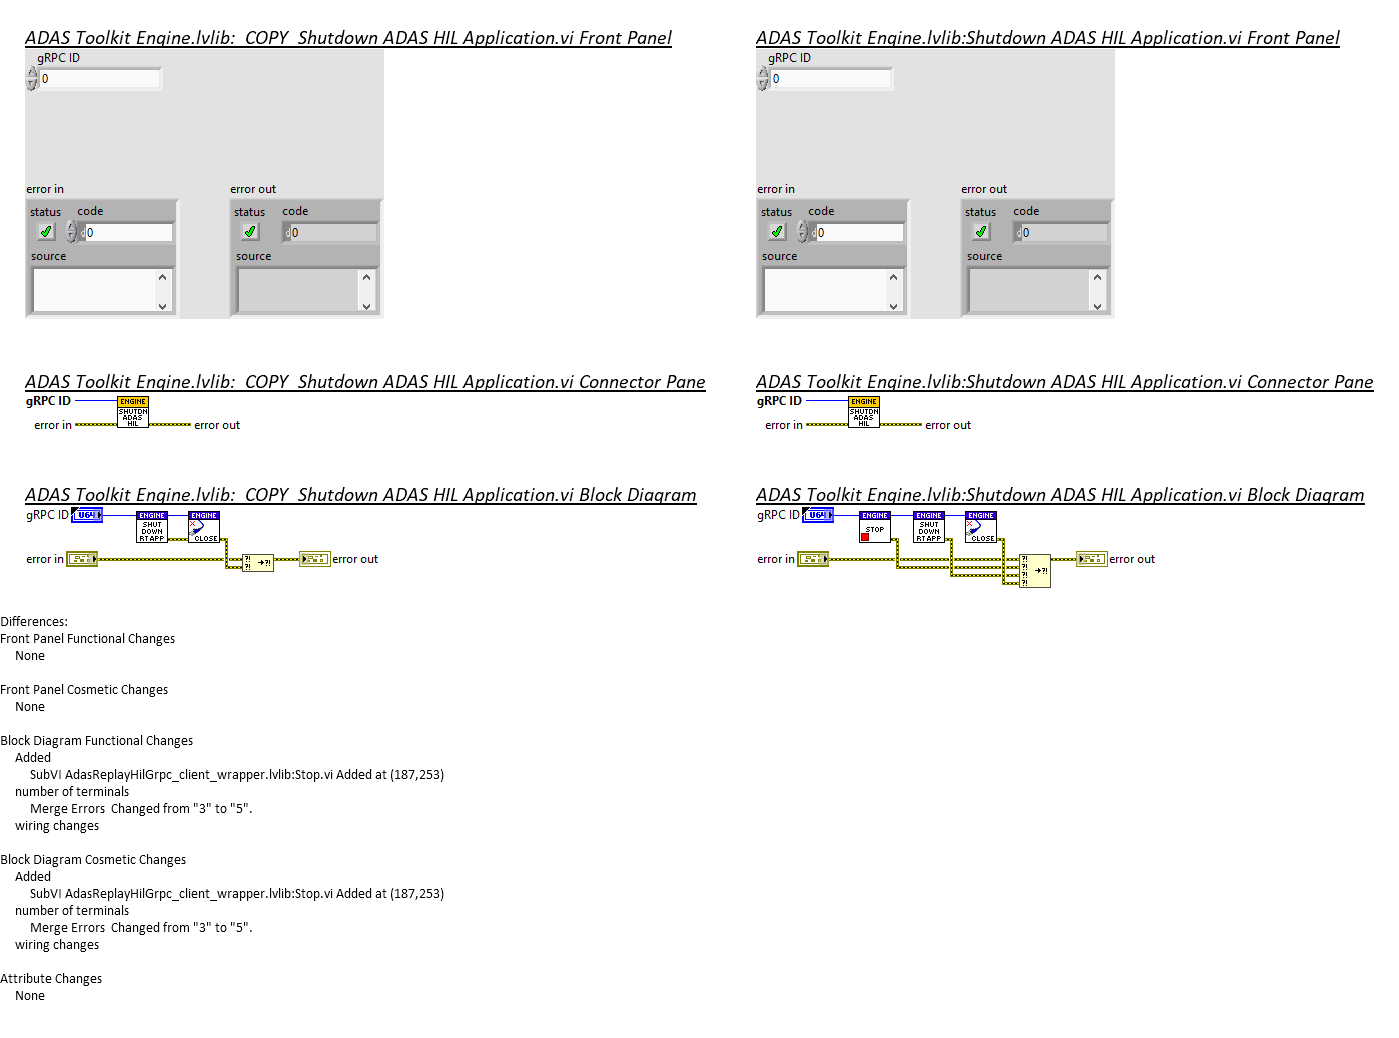 ADAS Toolkit Engine.lvlib:_COPY_Shutdown ADAS HIL Application.vi Front Panel
gRPC ID
0
error in
error out
status
code
0
status
code
0
source
source
ADAS Toolkit Engine.lvlib:Shutdown ADAS HIL Application.vi Front Panel
gRPC ID
0
error in
error out
status
code
d0
status
code
d0
source
source
ADAS Toolkit Engine.lvlib:_COPY_Shutdown ADAS HIL Application.vi Connector Pane
gRPC ID
ENGINE
SHUTDN
ADAS
HIL
error in
error out
ADAS Toolkit Engine.lvlib:Shutdown ADAS HIL Application.vi Connector Pane
gRPC ID
ENGINE
SHUTDN
ADAS
HIL
error in
error out
ADAS Toolkit Engine.lvlib:_COPY_Shutdown ADAS HIL Application.vi Block Diagram
gRPC ID
U64
ENGINE
SHUT
DOWN
RT APP
ENGINE
CLOSE
error in
?!
?!
?!
error out
ADAS Toolkit Engine.lvlib:Shutdown ADAS HIL Application.vi Block Diagram
gRPC ID
U64
ENGINE
STOP
ENGINE
SHUT
DOWN
RT APP
ENGINE
CLOSE
error in
?!
?!
?!
?!
?!
error out
Differences:
Front Panel Functional Changes
None
Front Panel Cosmetic Changes
None
Block Diagram Functional Changes
Added
SubVI AdasReplayHilGrpc_client_wrapper.lvlib:Stop.vi Added at (187,253)
number of terminals
Merge Errors  Changed from "3" to "5".
wiring changes
Block Diagram Cosmetic Changes
Added
SubVI AdasReplayHilGrpc_client_wrapper.lvlib:Stop.vi Added at (187,253)
number of terminals
Merge Errors  Changed from "3" to "5".
wiring changes
Attribute Changes
None